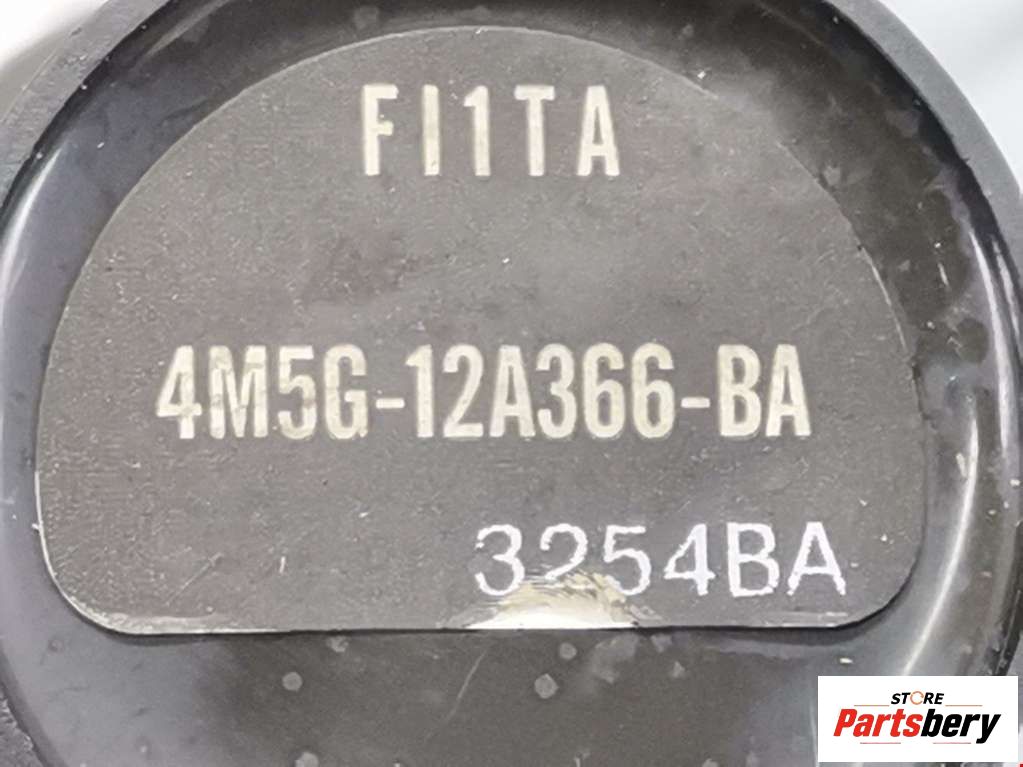 FI1TA
4M5G-12A366-BA
3254BA
STORE
Partsbery